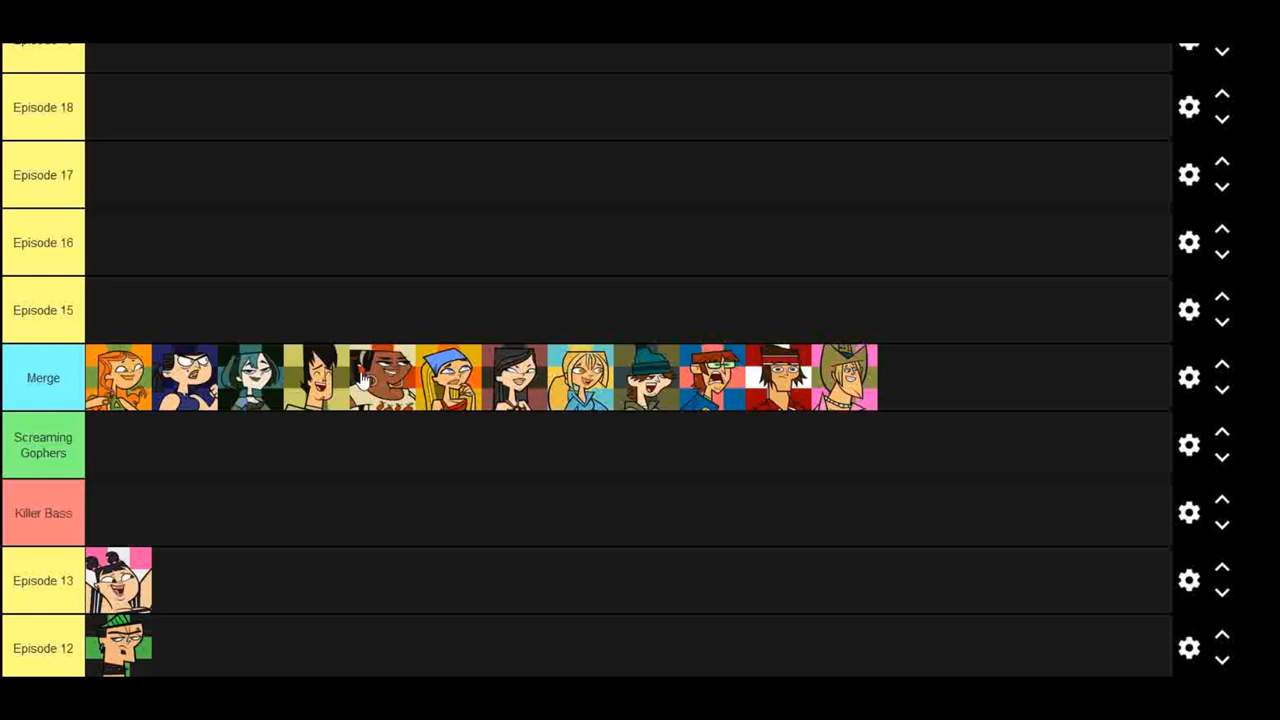 Episode 18
Episode 17
Episode 16
Episode 15
Merge
Screaming
Gophers
Killer Bass
Episode 13
Episode 12